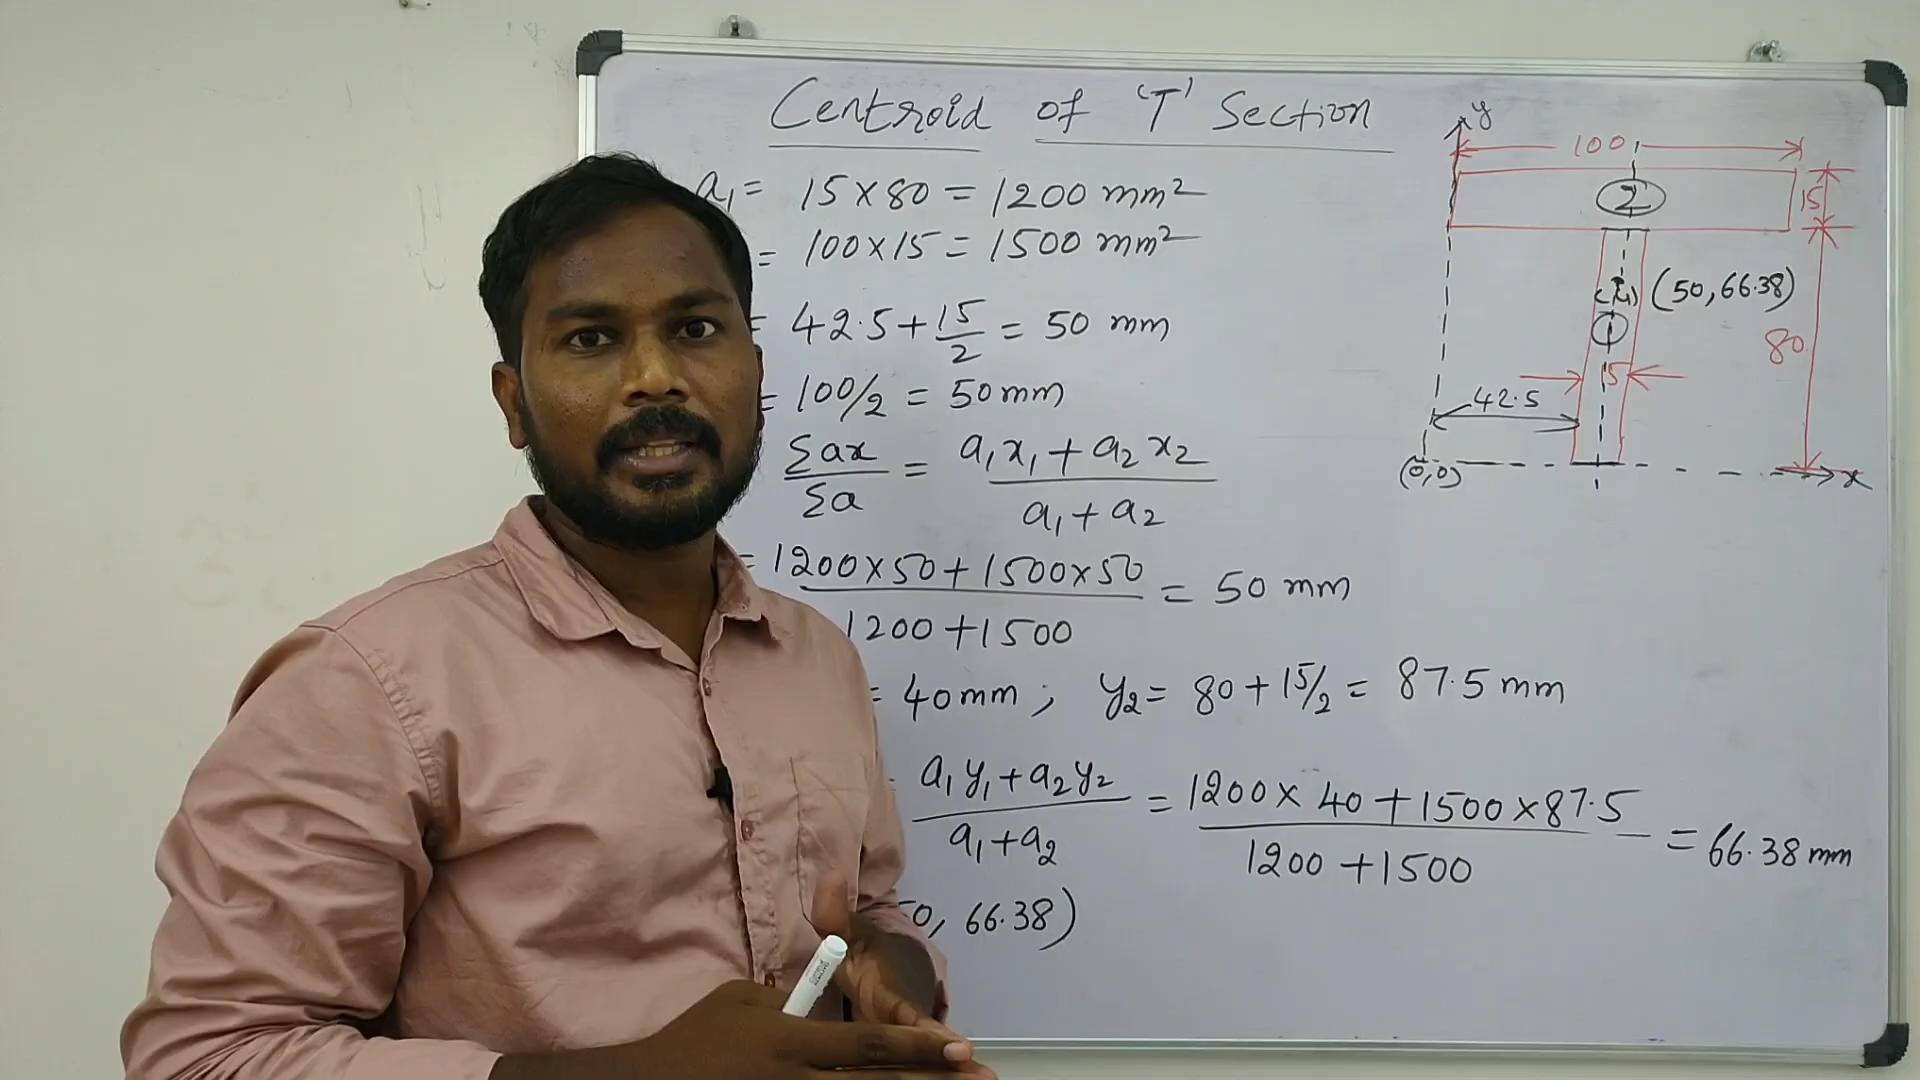 Centroid of 'T' Section
a₁ = 15 × 80 = 1200 mm²
= 100 × 15 = 1500 mm²
= 42.5 + 15/2 = 50 mm
= 100/2 = 50 mm
Σax/Σa = (a₁x₁ + a₂x₂)/(a₁ + a₂)
= (1200 × 50 + 1500 × 50)/(1200 + 1500) = 50 mm
= 40 mm ; y₂ = 80 + 15/2 = 87.5 mm
= (a₁y₁ + a₂y₂)/(a₁ + a₂) = (1200 × 40 + 1500 × 87.5)/(1200 + 1500) = 66.38 mm
0, 66.38)
y
100
2
15
(50, 66.38)
1
80
15
42.5
(0,0)
x